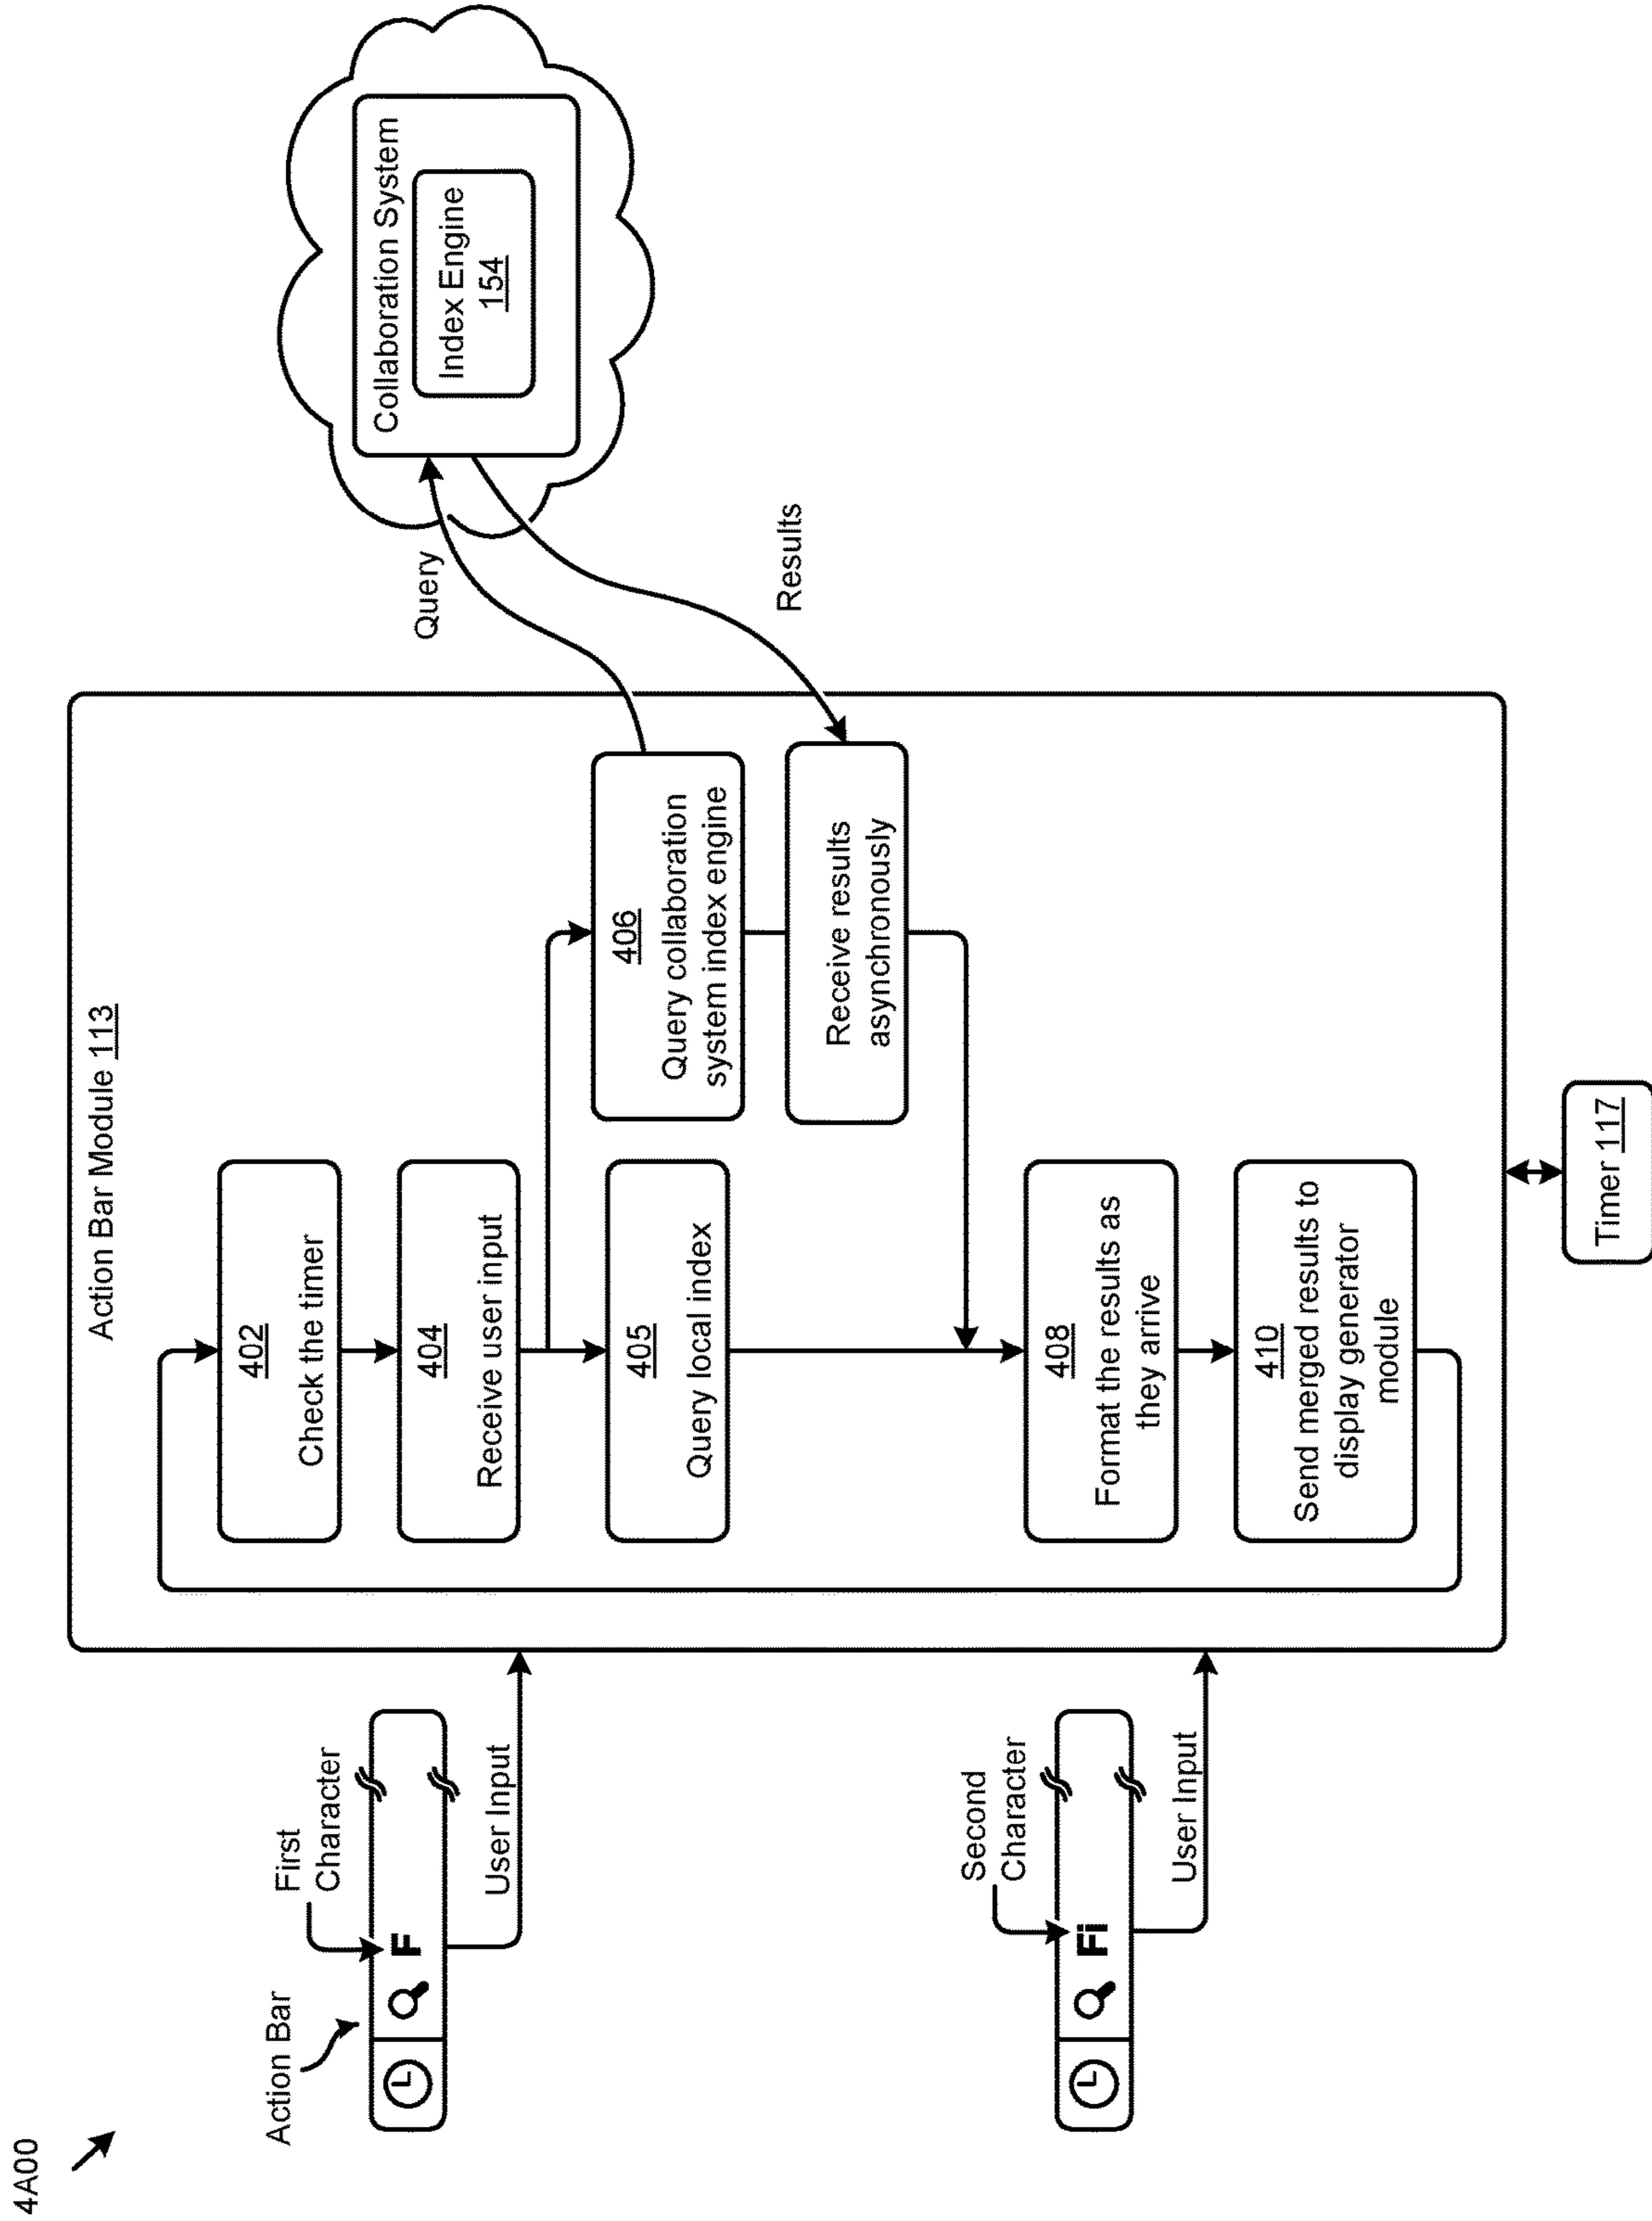 4A00
Action Bar
First
Character
F
User Input
Second
Character
Fi
User Input
Action Bar Module 113
402
Check the timer
404
Receive user input
405
Query local index
406
Query collaboration
system index engine
Receive results
asynchronously
408
Format the results as
they arrive
410
Send merged results to
display generator
module
Timer 117
Query
Results
Collaboration System
Index Engine
154